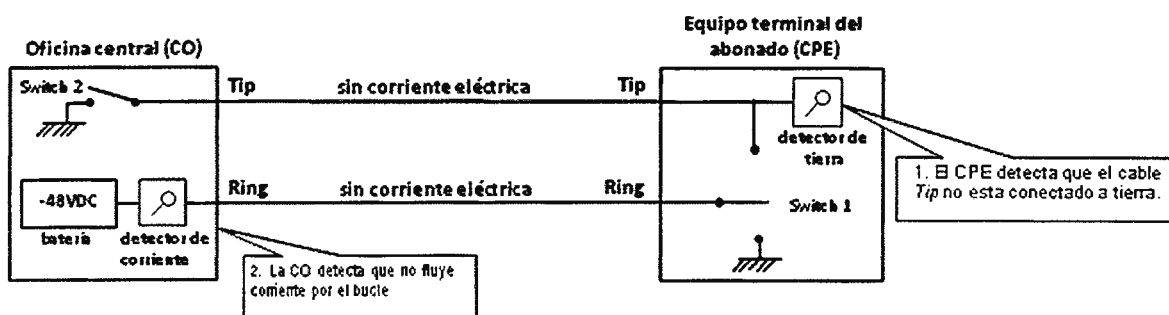 Equipo terminal del
abonado (CPE)
Oficina central (CO)
Switch 2
Tip
sin corriente eléctrica
Tip
detector de
tierra
1. El CPE detecta que el cable
Tip no esta conectado a tierra.
-48VDC
batería
detector de
corriente
Ring
sin corriente eléctrica
Ring
Switch 1
2. La CO detecta que no fluye
corriente por el bucle